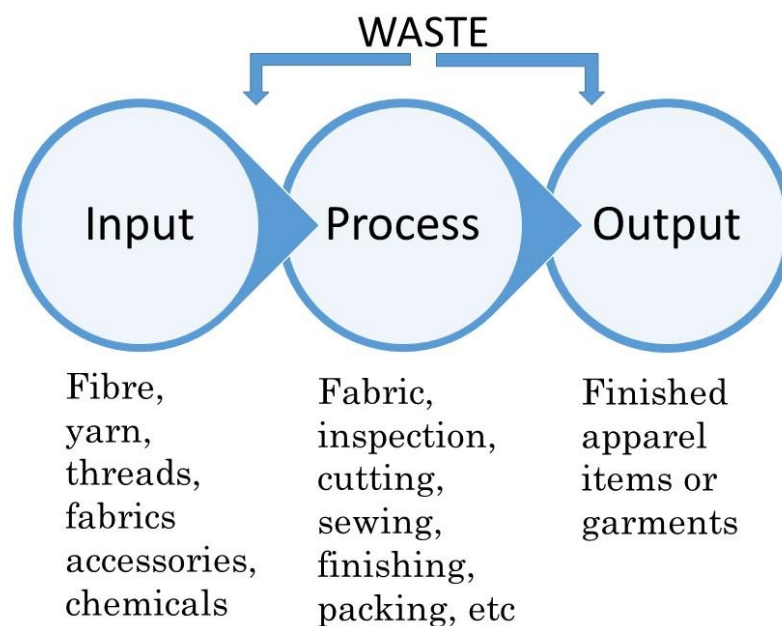 WASTE
Input
Process
Output
Fibre,
yarn,
threads,
fabrics
accessories,
chemicals
Fabric,
inspection,
cutting,
sewing,
finishing,
packing, etc
Finished
apparel
items or
garments